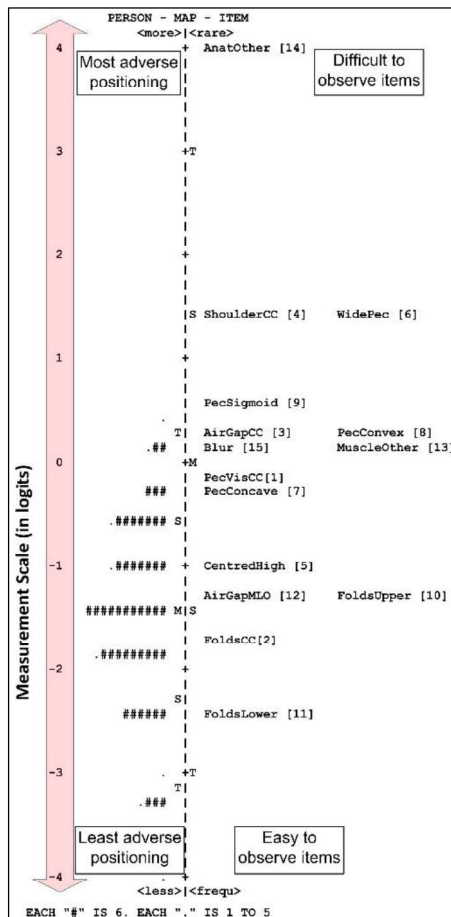 PERSON - MAP - ITEM
<more>|<rare>
4 + AnatOther [14]
Most adverse positioning
Difficult to observe items
3 +T
2 +
S ShoulderCC [4] WidePec [6]
1 +
PecSigmoid [9]
.
T AirGapCC [3] PecConvex [8]
.## Blur [15] MuscleOther [13]
0 +M
PecVisCC[1]
### PecConcave [7]
.####### S
-1 .####### + CentredHigh [5]
AirGapMLO [12] FoldsUpper [10]
########### M|S
FoldsCC[2]
.#########
-2 +
S
###### FoldsLower [11]
-3 . +T
T
.###
Least adverse positioning
Easy to observe items
-4 . +
<less>|<frequ>
EACH "#" IS 6. EACH "." IS 1 TO 5
Measurement Scale (in logits)